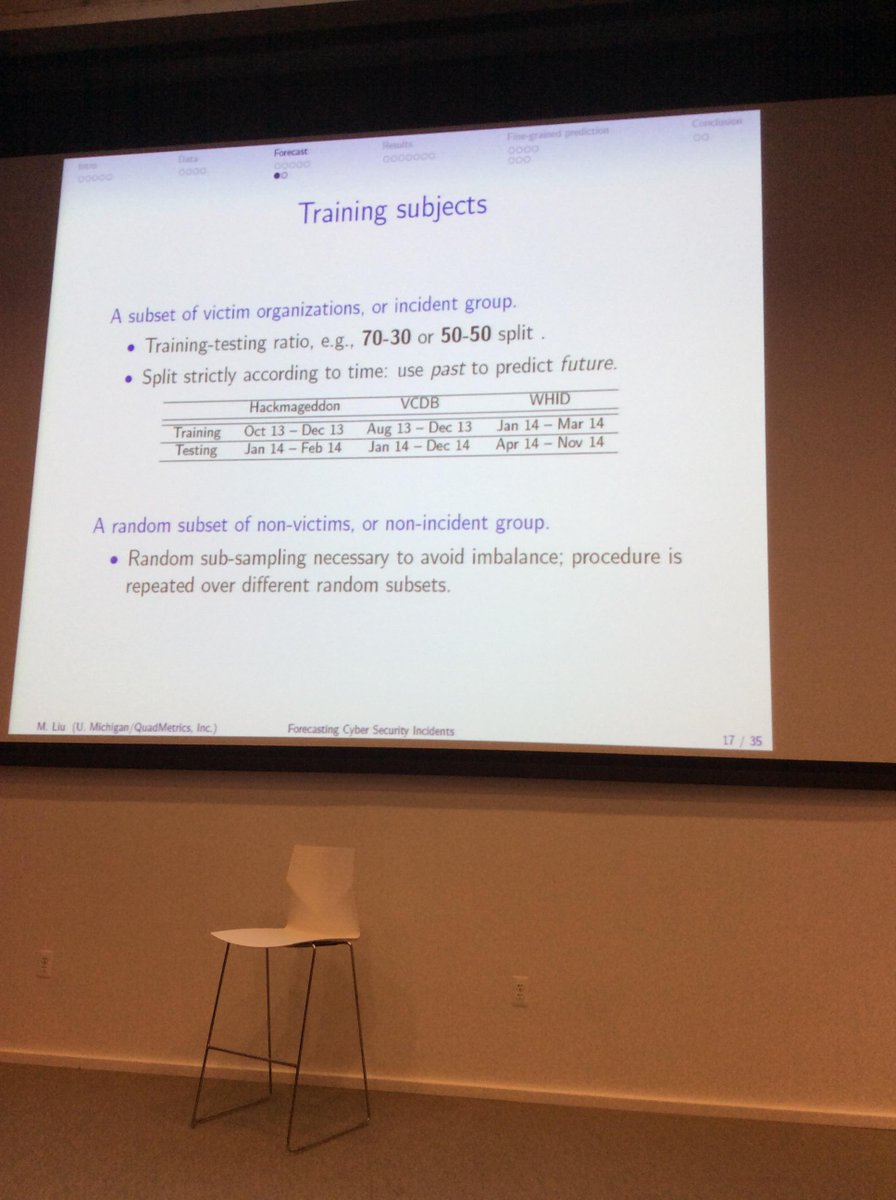 Intro Data Forecast Results Fine-grained prediction Conclusion
Training subjects
A subset of victim organizations, or incident group.
• Training-testing ratio, e.g., 70-30 or 50-50 split .
• Split strictly according to time: use past to predict future.
Hackmageddon VCDB WHID
Training Oct 13 – Dec 13 Aug 13 – Dec 13 Jan 14 – Mar 14
Testing Jan 14 – Feb 14 Jan 14 – Dec 14 Apr 14 – Nov 14
A random subset of non-victims, or non-incident group.
• Random sub-sampling necessary to avoid imbalance; procedure is
repeated over different random subsets.
M. Liu (U. Michigan/QuadMetrics, Inc.) Forecasting Cyber Security Incidents 17 / 35